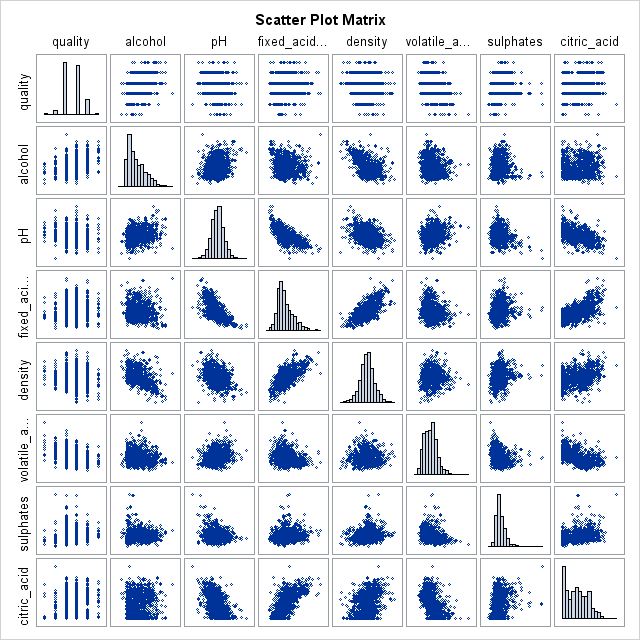 Scatter Plot Matrix
quality alcohol pH fixed_acid... density volatile_a... sulphates citric_acid
quality
alcohol
pH
fixed_aci...
density
volatile_a...
sulphates
citric_acid